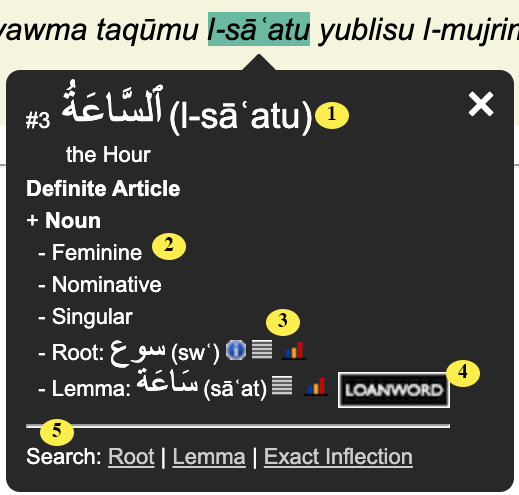 yawma taqūmu l-sāʿatu yublisu l-mujrim
#3 ٱلسَّاعَةُ (l-sāʿatu) 1
the Hour
Definite Article
+ Noun
- Feminine 2
- Nominative
- Singular
3
- Root: سوع (swʿ)
- Lemma: سَاعَة (sāʿat) LOANWORD 4
5
Search: Root | Lemma | Exact Inflection